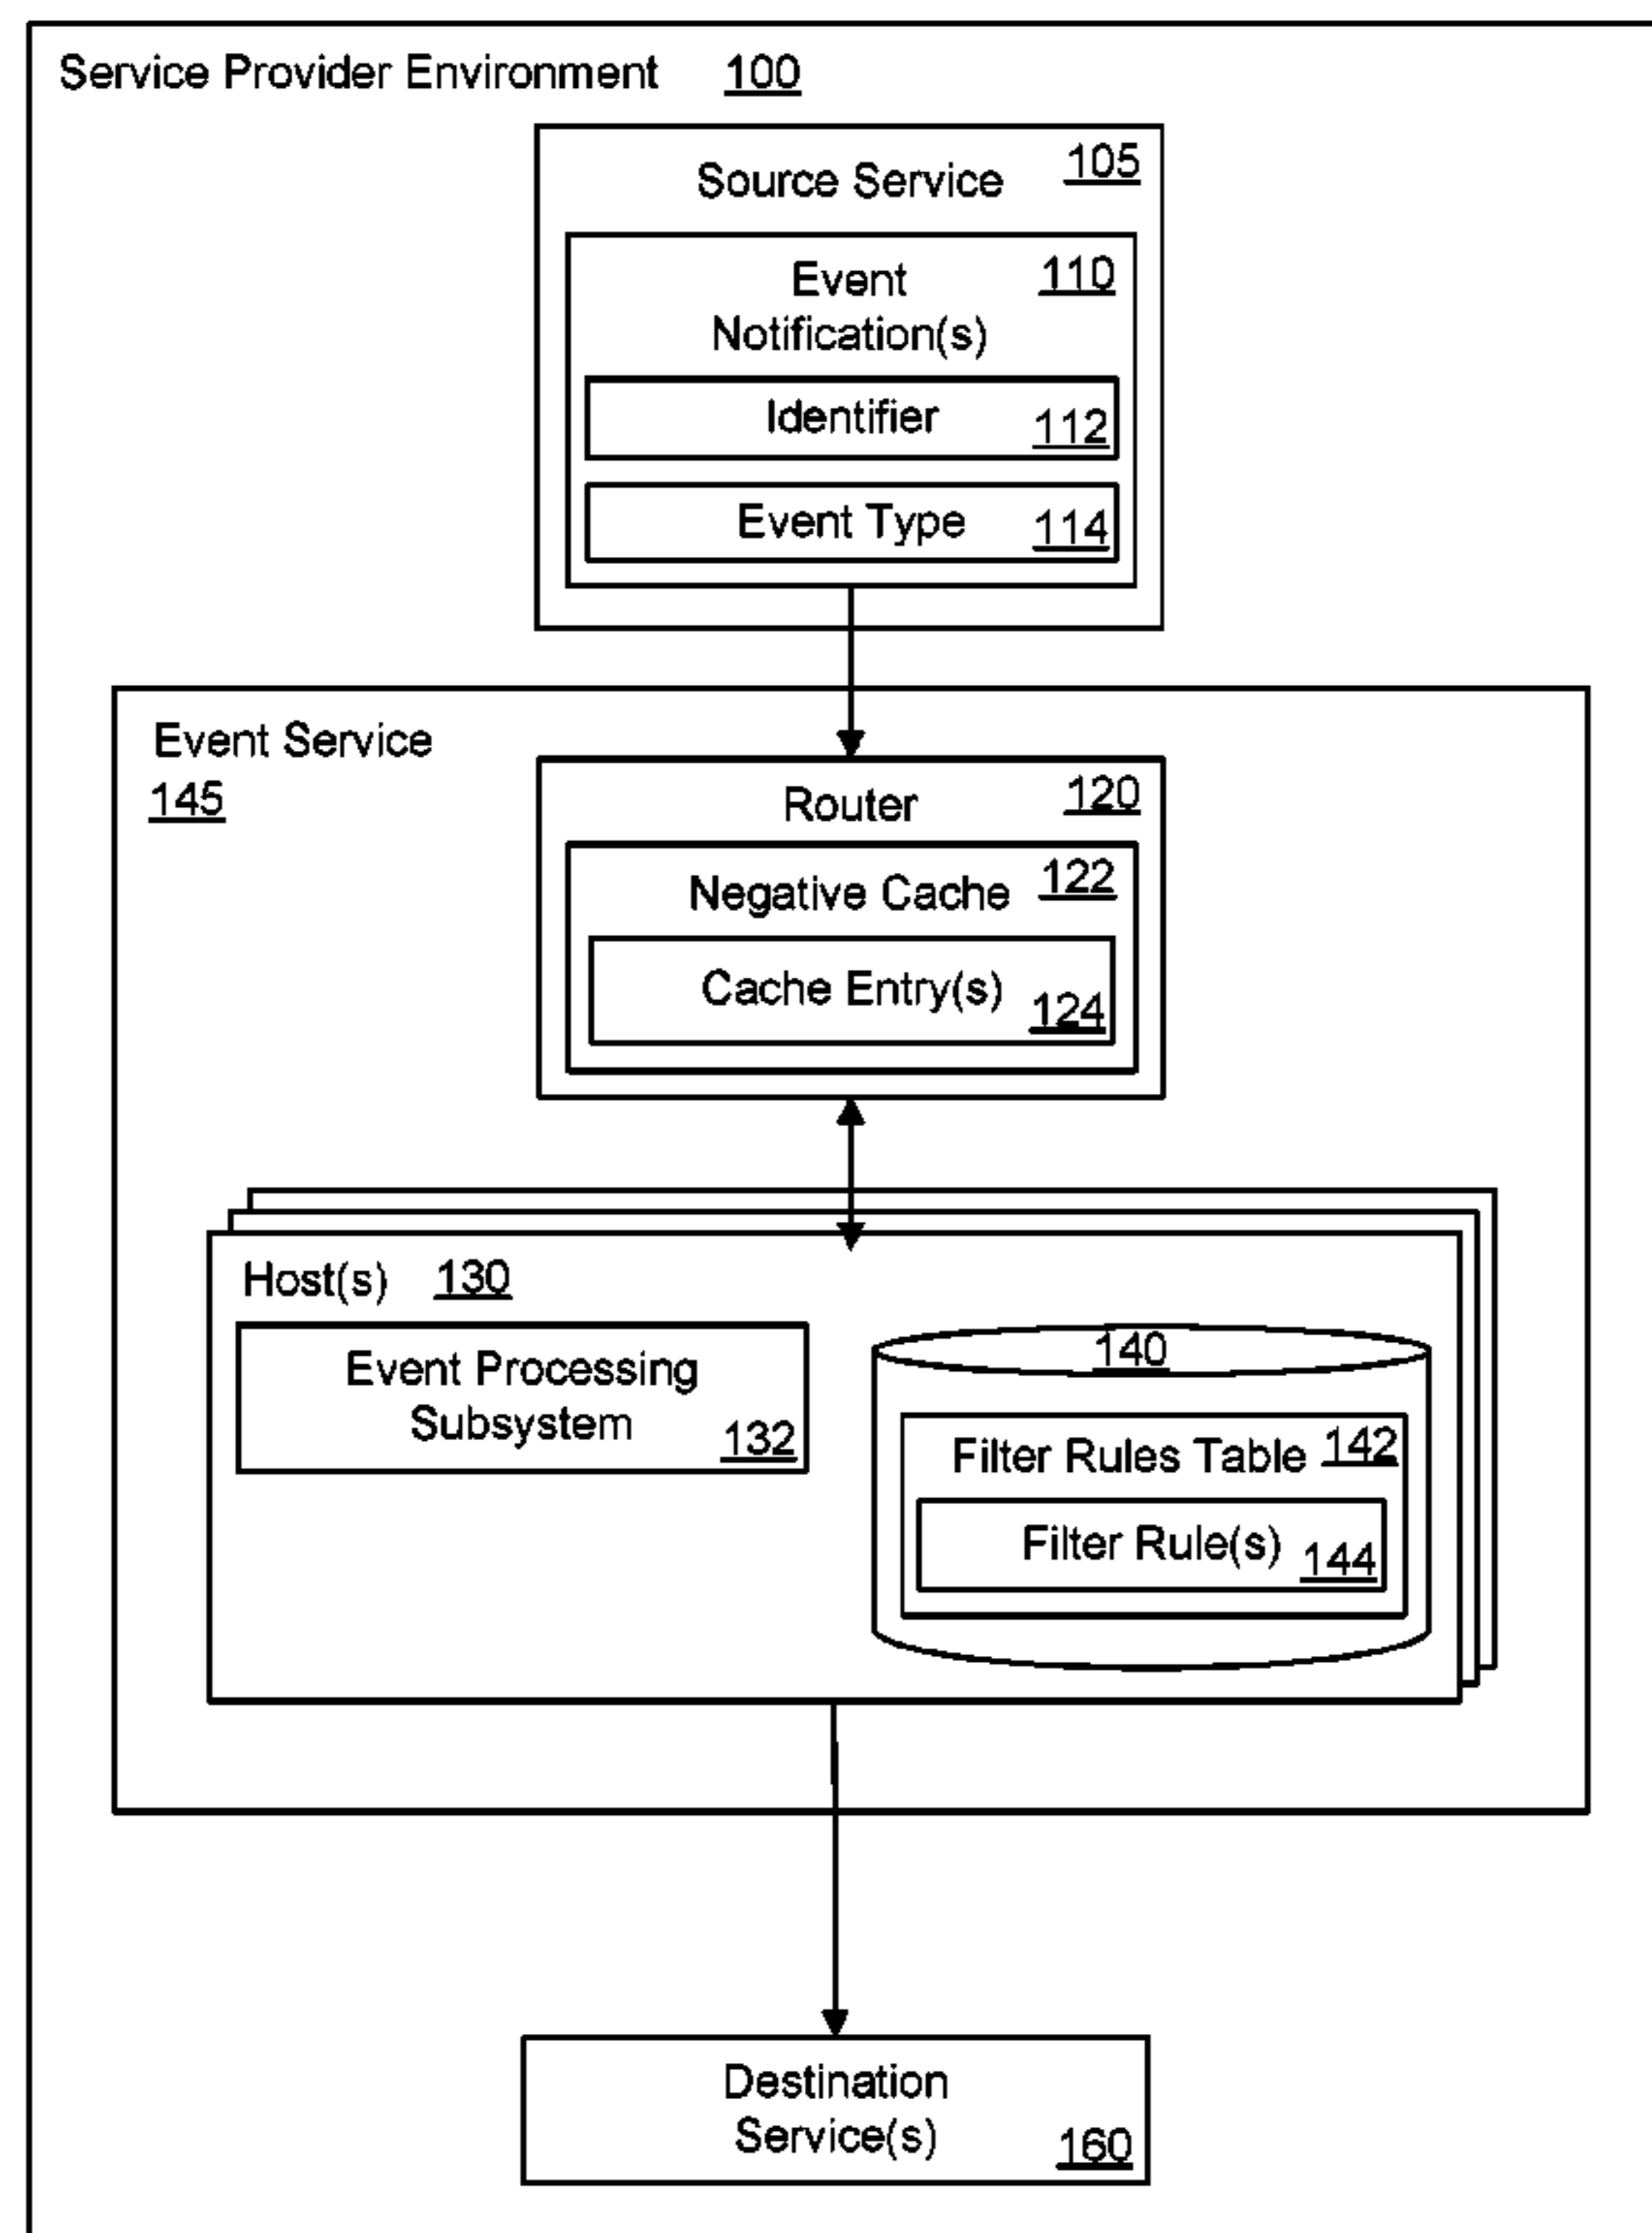 Service Provider Environment 100
Source Service 105
Event 110
Notification(s)
Identifier 112
Event Type 114
Event Service
145
Router 120
Negative Cache 122
Cache Entry(s) 124
Host(s) 130
Event Processing
Subsystem 132
140
Filter Rules Table 142
Filter Rule(s) 144
Destination
Service(s) 160